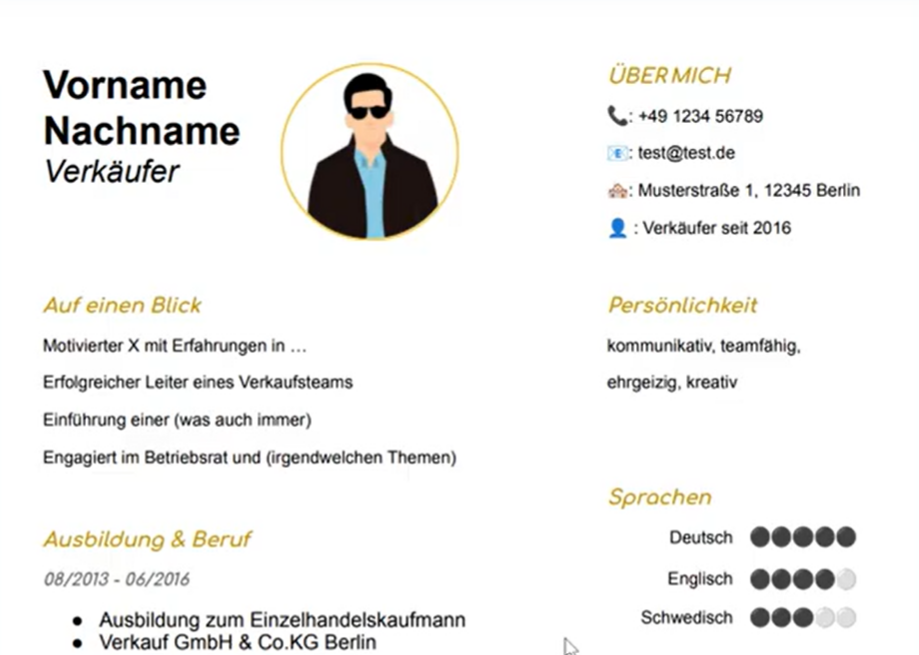 Vorname
Nachname
Verkäufer
ÜBER MICH
📞: +49 1234 56789
📧: test@test.de
🏘️: Musterstraße 1, 12345 Berlin
👤 : Verkäufer seit 2016
Auf einen Blick
Motivierter X mit Erfahrungen in …
Erfolgreicher Leiter eines Verkaufsteams
Einführung einer (was auch immer)
Engagiert im Betriebsrat und (irgendwelchen Themen)
Persönlichkeit
kommunikativ, teamfähig,
ehrgeizig, kreativ
Ausbildung & Beruf
08/2013 - 06/2016
● Ausbildung zum Einzelhandelskaufmann
● Verkauf GmbH & Co.KG Berlin
Sprachen
Deutsch
Englisch
Schwedisch